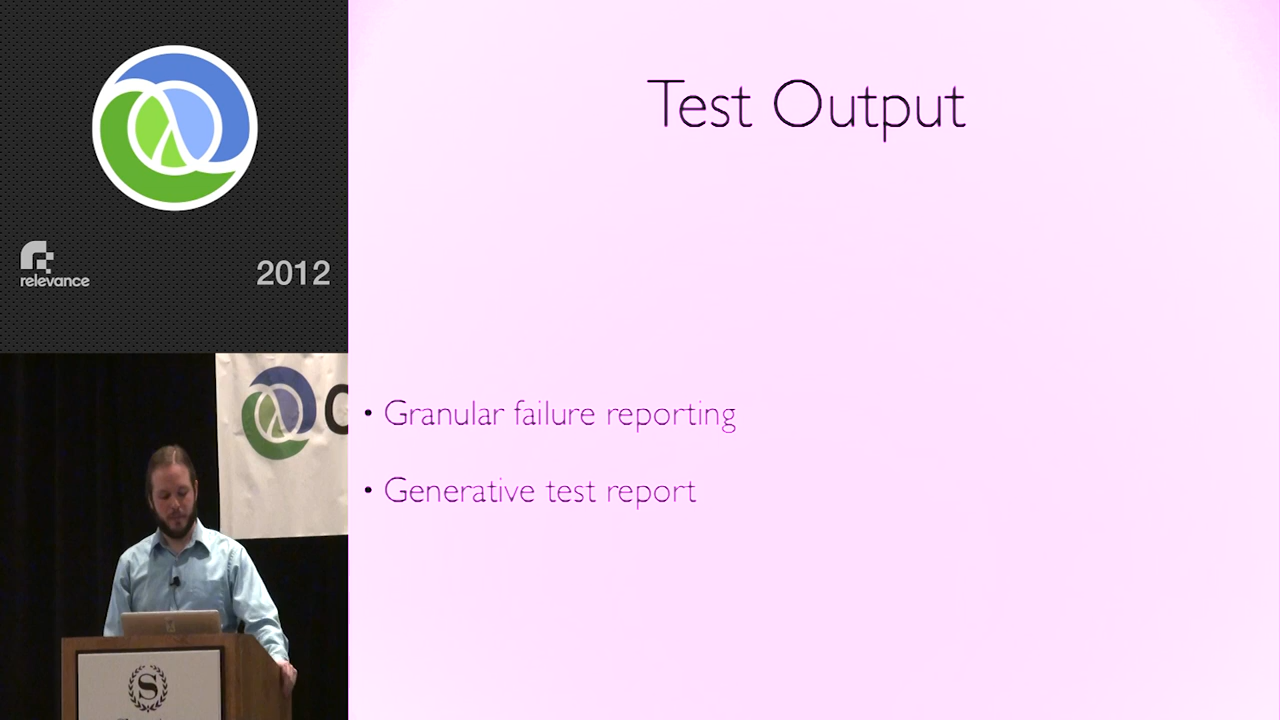 relevance
2012
Test Output
• Granular failure reporting
• Generative test report
S